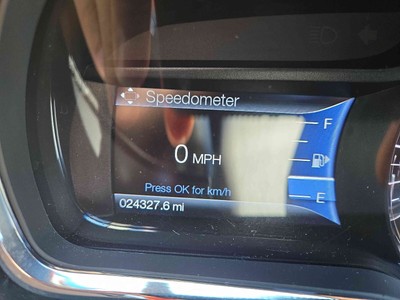 Speedometer
F
0 MPH
Press OK for km/h
E
024327.6 mi